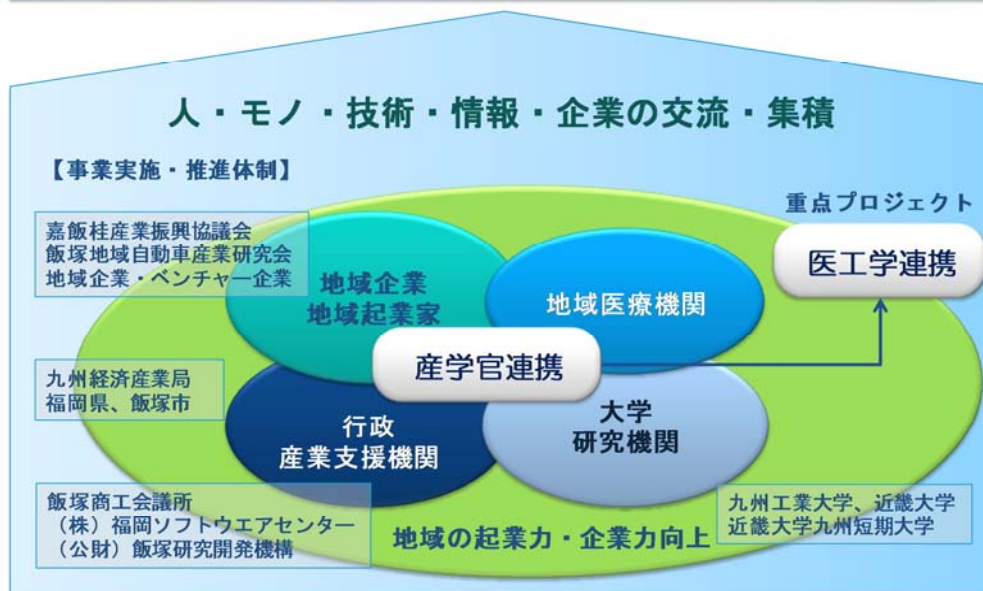 人・モノ・技術・情報・企業の交流・集積
【事業実施・推進体制】
重点プロジェクト
嘉飯桂産業振興協議会
飯塚地域自動車産業研究会
地域企業・ベンチャー企業
地域企業
地域起業家
地域医療機関
医工学連携
産学官連携
九州経済産業局
福岡県、飯塚市
行政
産業支援機関
大学
研究機関
飯塚商工会議所
（株）福岡ソフトウエアセンター
（公財）飯塚研究開発機構
九州工業大学、近畿大学
近畿大学九州短期大学
地域の起業力・企業力向上